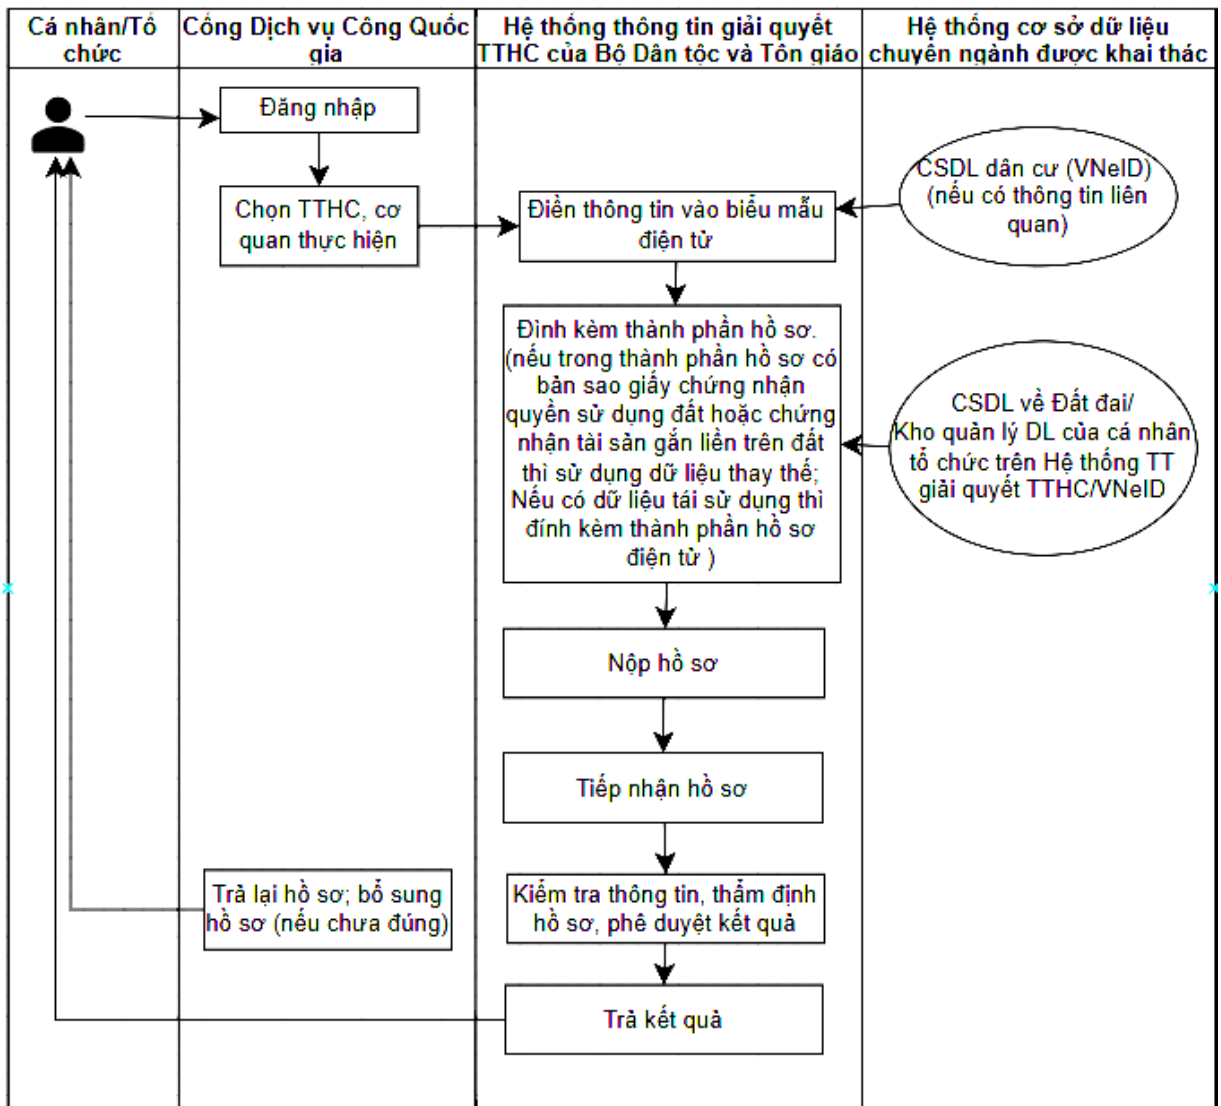 Cá nhân/Tổ
chức
Cổng Dịch vụ Công Quốc
gia
Hệ thống thông tin giải quyết
TTHC của Bộ Dân tộc và Tôn giáo
Hệ thống cơ sở dữ liệu
chuyên ngành được khai thác
Đăng nhập
Chọn TTHC, cơ
quan thực hiện
Điền thông tin vào biểu mẫu
điện tử
CSDL dân cư (VNeID)
(nếu có thông tin liên
quan)
Đính kèm thành phần hồ sơ.
(nếu trong thành phần hồ sơ có
bản sao giấy chứng nhận
quyền sử dụng đất hoặc chứng
nhận tài sản gắn liền trên đất
thì sử dụng dữ liệu thay thế;
Nếu có dữ liệu tái sử dụng thì
đính kèm thành phần hồ sơ
điện tử )
CSDL về Đất đai/
Kho quản lý DL của cá nhân
tổ chức trên Hệ thống TT
giải quyết TTHC/VNeID
Nộp hồ sơ
Tiếp nhận hồ sơ
Trả lại hồ sơ; bổ sung
hồ sơ (nếu chưa đúng)
Kiểm tra thông tin, thẩm định
hồ sơ, phê duyệt kết quả
Trả kết quả